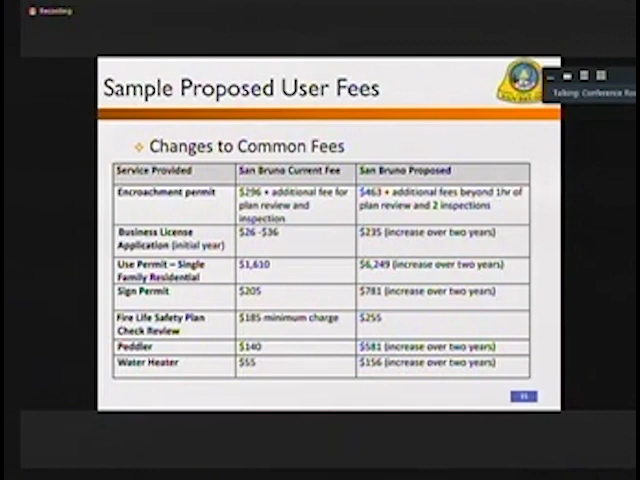 Recording
Sample Proposed User Fees
Talking: Conference Ro
Changes to Common Fees
Service Provided San Bruno Current Fee San Bruno Proposed
Encroachment permit $296 + additional fee for $463 + additional fees beyond 1hr of
plan review and plan review and 2 inspections
inspection
Business License $26 -$36 $235 (increase over two years)
Application (initial year)
Use Permit – Single $1,610 $6,249 (increase over two years)
Family Residential
Sign Permit $205 $781 (increase over two years)
Fire Life Safety Plan $185 minimum charge $255
Check Review
Peddler $140 $581 (increase over two years)
Water Heater $55 $156 (increase over two years)